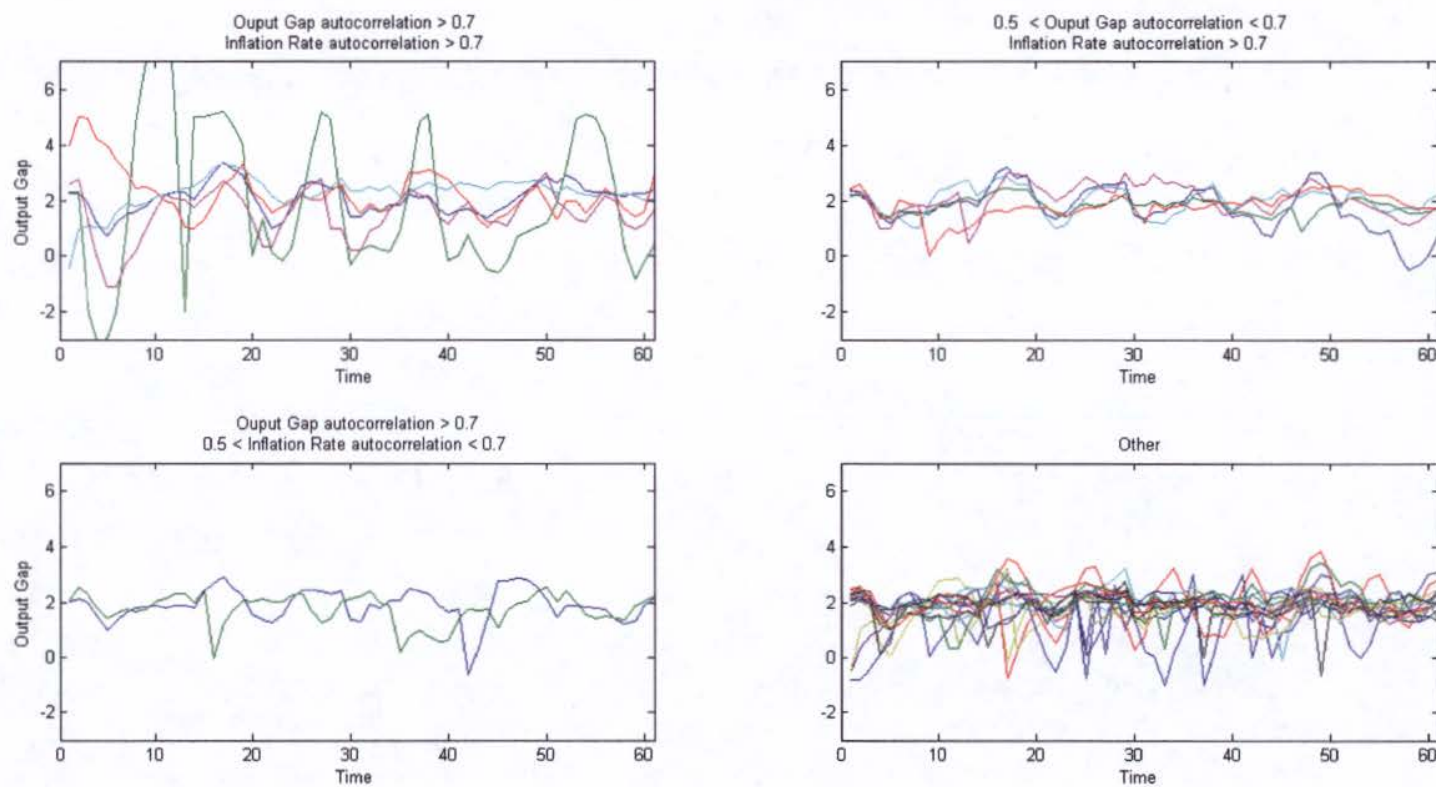 Ouput Gap autocorrelation > 0.7
Inflation Rate autocorrelation > 0.7
6
4
2
0
-2
Output Gap
0 10 20 30 40 50 60
Time
0.5 < Ouput Gap autocorrelation < 0.7
Inflation Rate autocorrelation > 0.7
6
4
2
0
-2
0 10 20 30 40 50 60
Time
Ouput Gap autocorrelation > 0.7
0.5 < Inflation Rate autocorrelation < 0.7
6
4
2
0
-2
Output Gap
0 10 20 30 40 50 60
Time
Other
6
4
2
0
-2
0 10 20 30 40 50 60
Time